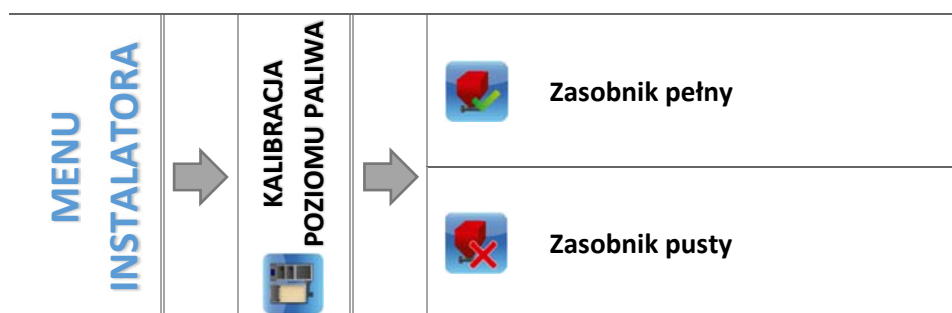 MENU
INSTALATORA
KALIBRACJA
POZIOMU PALIWA
Zasobnik pełny
Zasobnik pusty